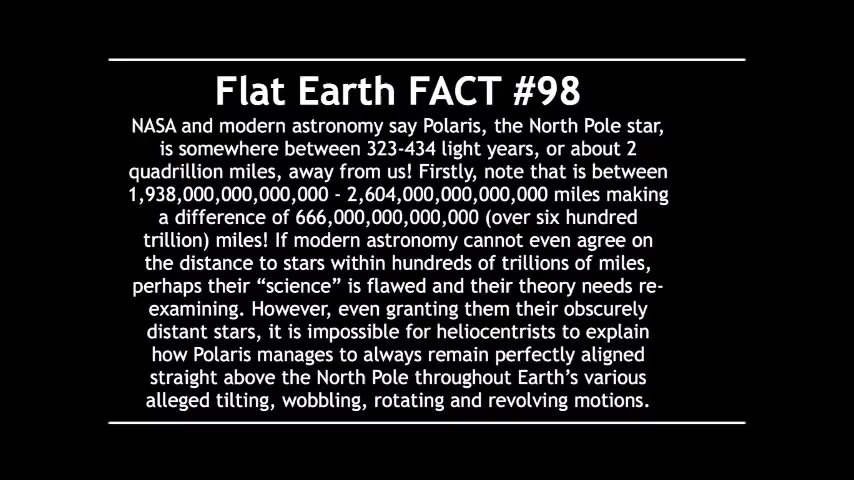 Flat Earth FACT #98
NASA and modern astronomy say Polaris, the North Pole star,
is somewhere between 323-434 light years, or about 2
quadrillion miles, away from us! Firstly, note that is between
1,938,000,000,000,000 - 2,604,000,000,000,000 miles making
a difference of 666,000,000,000,000 (over six hundred
trillion) miles! If modern astronomy cannot even agree on
the distance to stars within hundreds of trillions of miles,
perhaps their “science” is flawed and their theory needs re-
examining. However, even granting them their obscurely
distant stars, it is impossible for heliocentrists to explain
how Polaris manages to always remain perfectly aligned
straight above the North Pole throughout Earth’s various
alleged tilting, wobbling, rotating and revolving motions.